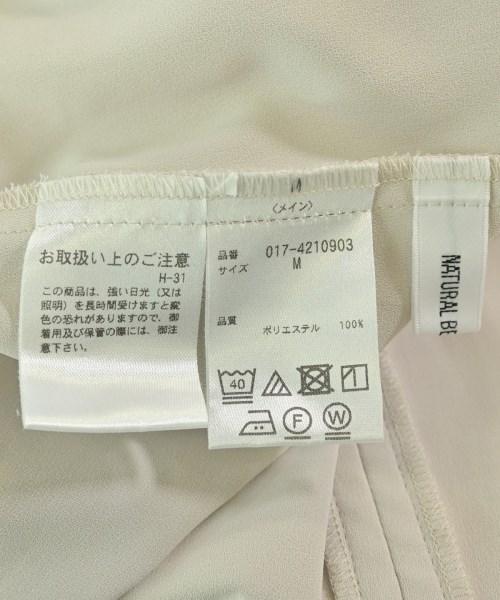 お取扱い上のご注意
H-31
この商品は、強い日光（又は
照明）を長時間受けますと変
色の恐れがありますので、御
着用及び保管の際には、御注
意下さい。
〈メイン〉
品番 017-4210903
サイズ M
品質 ポリエステル 100%
40
F W
NATURAL BE